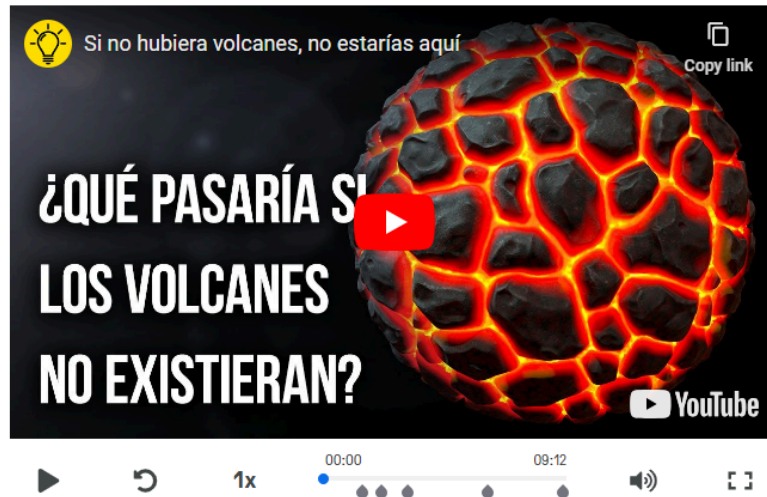 Si no hubiera volcanes, no estarías aquí
Copy link
¿QUÉ PASARÍA SI
LOS VOLCANES
NO EXISTIERAN?
YouTube
1x
00:00
09:12